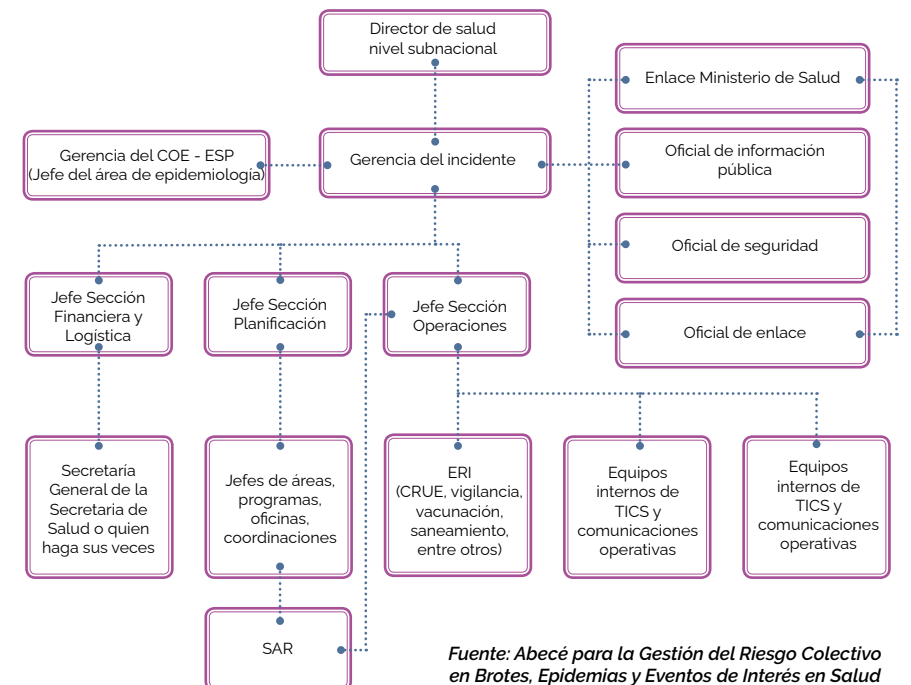 Director de salud
nivel subnacional
Enlace Ministerio de Salud
Gerencia del COE - ESP
(Jefe del área de epidemiología)
Gerencia del incidente
Oficial de información
pública
Oficial de seguridad
Oficial de enlace
Jefe Sección
Financiera y
Logística
Jefe Sección
Planificación
Jefe Sección
Operaciones
Secretaría
General de la
Secretaria de
Salud o quien
haga sus veces
Jefes de áreas,
programas,
oficinas,
coordinaciones
ERI
(CRUE, vigilancia,
vacunación,
saneamiento,
entre otros)
Equipos
internos de
TICS y
comunicaciones
operativas
Equipos
internos de
TICS y
comunicaciones
operativas
SAR
Fuente: Abecé para la Gestión del Riesgo Colectivo
en Brotes, Epidemias y Eventos de Interés en Salud